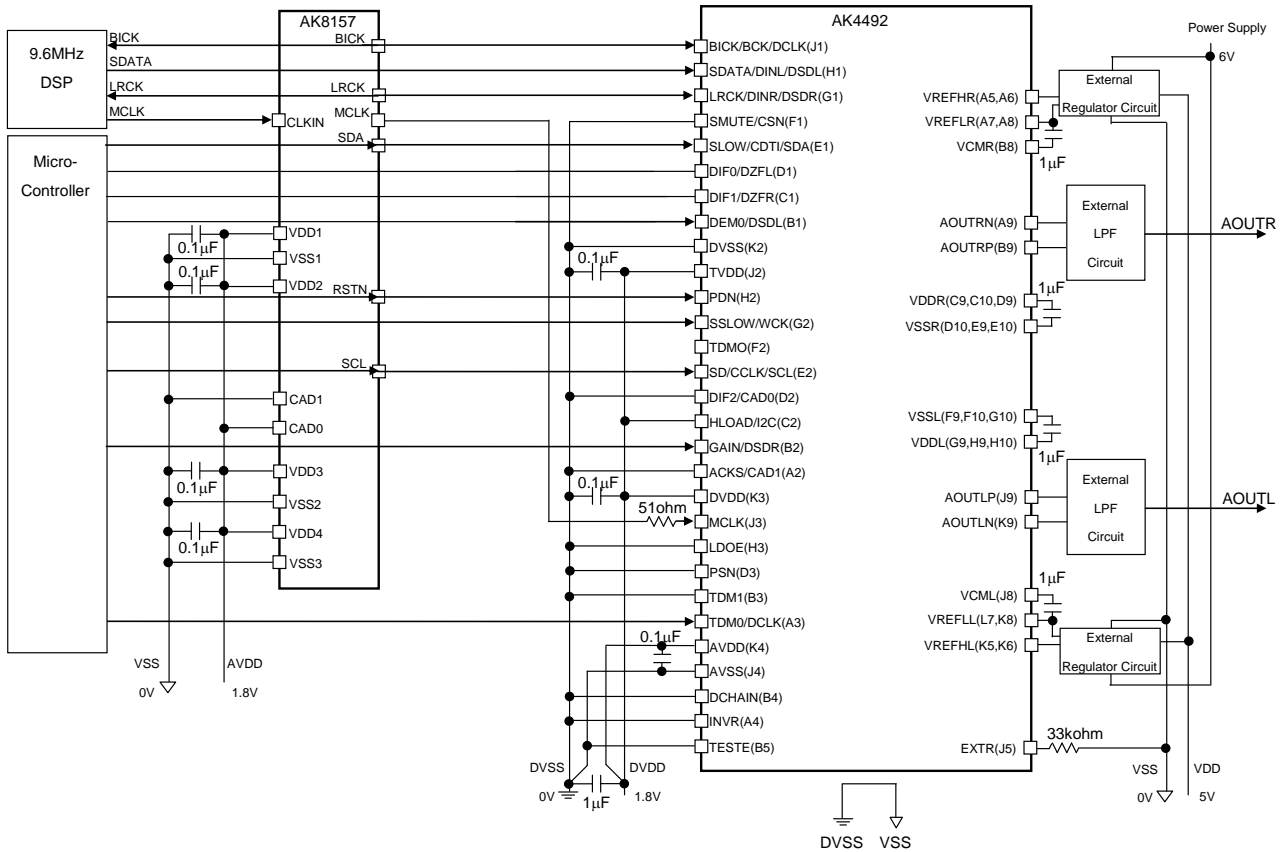 AK8157
AK4492
Power Supply
6V
9.6MHz
DSP
BICK
BICK
SDATA
LRCK
LRCK
MCLK
MCLK
CLKIN
SDA
Micro-
Controller
VDD1
0.1μF
VSS1
0.1μF
VDD2
RSTN
SCL
CAD1
CAD0
VDD3
0.1μF
VSS2
VDD4
0.1μF
VSS3
VSS
0V
AVDD
1.8V
BICK/BCK/DCLK(J1)
SDATA/DINL/DSDL(H1)
LRCK/DINR/DSDR(G1)
SMUTE/CSN(F1)
SLOW/CDTI/SDA(E1)
DIF0/DZFL(D1)
DIF1/DZFR(C1)
DEM0/DSDL(B1)
DVSS(K2)
0.1μF
TVDD(J2)
PDN(H2)
SSLOW/WCK(G2)
TDMO(F2)
SD/CCLK/SCL(E2)
DIF2/CAD0(D2)
HLOAD/I2C(C2)
GAIN/DSDR(B2)
ACKS/CAD1(A2)
0.1μF
DVDD(K3)
51ohm
MCLK(J3)
LDOE(H3)
PSN(D3)
TDM1(B3)
TDM0/DCLK(A3)
0.1μF
AVDD(K4)
AVSS(J4)
DCHAIN(B4)
INVR(A4)
TESTE(B5)
DVSS
0V
1μF
DVDD
1.8V
VREFHR(A5,A6)
VREFLR(A7,A8)
VCMR(B8)
1μF
External
Regulator Circuit
AOUTRN(A9)
AOUTRP(B9)
External
LPF
Circuit
AOUTR
1μF
VDDR(C9,C10,D9)
VSSR(D10,E9,E10)
VSSL(F9,F10,G10)
VDDL(G9,H9,H10)
1μF
AOUTLP(J9)
AOUTLN(K9)
External
LPF
Circuit
AOUTL
1μF
VCML(J8)
VREFLL(L7,K8)
VREFHL(K5,K6)
External
Regulator Circuit
EXTR(J5)
33kohm
VSS
0V
VDD
5V
DVSS
VSS